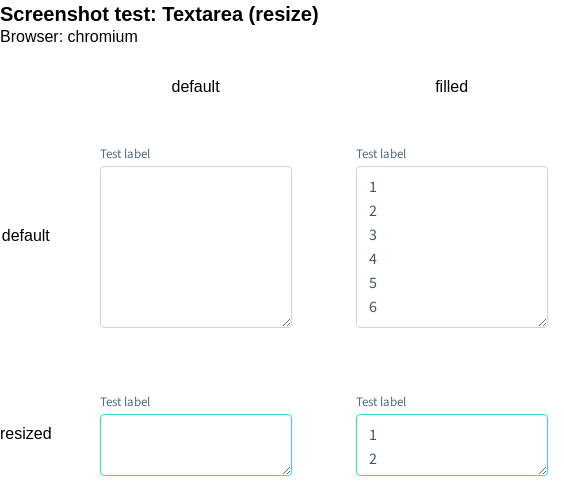 Screenshot test: Textarea (resize)
Browser: chromium
default filled
Test label Test label
default
1
2
3
4
5
6
Test label Test label
resized
1
2